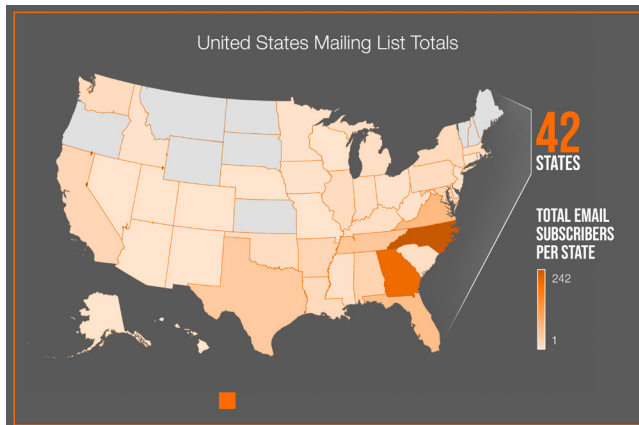 United States Mailing List Totals
42
STATES
TOTAL EMAIL
SUBSCRIBERS
PER STATE
242
1